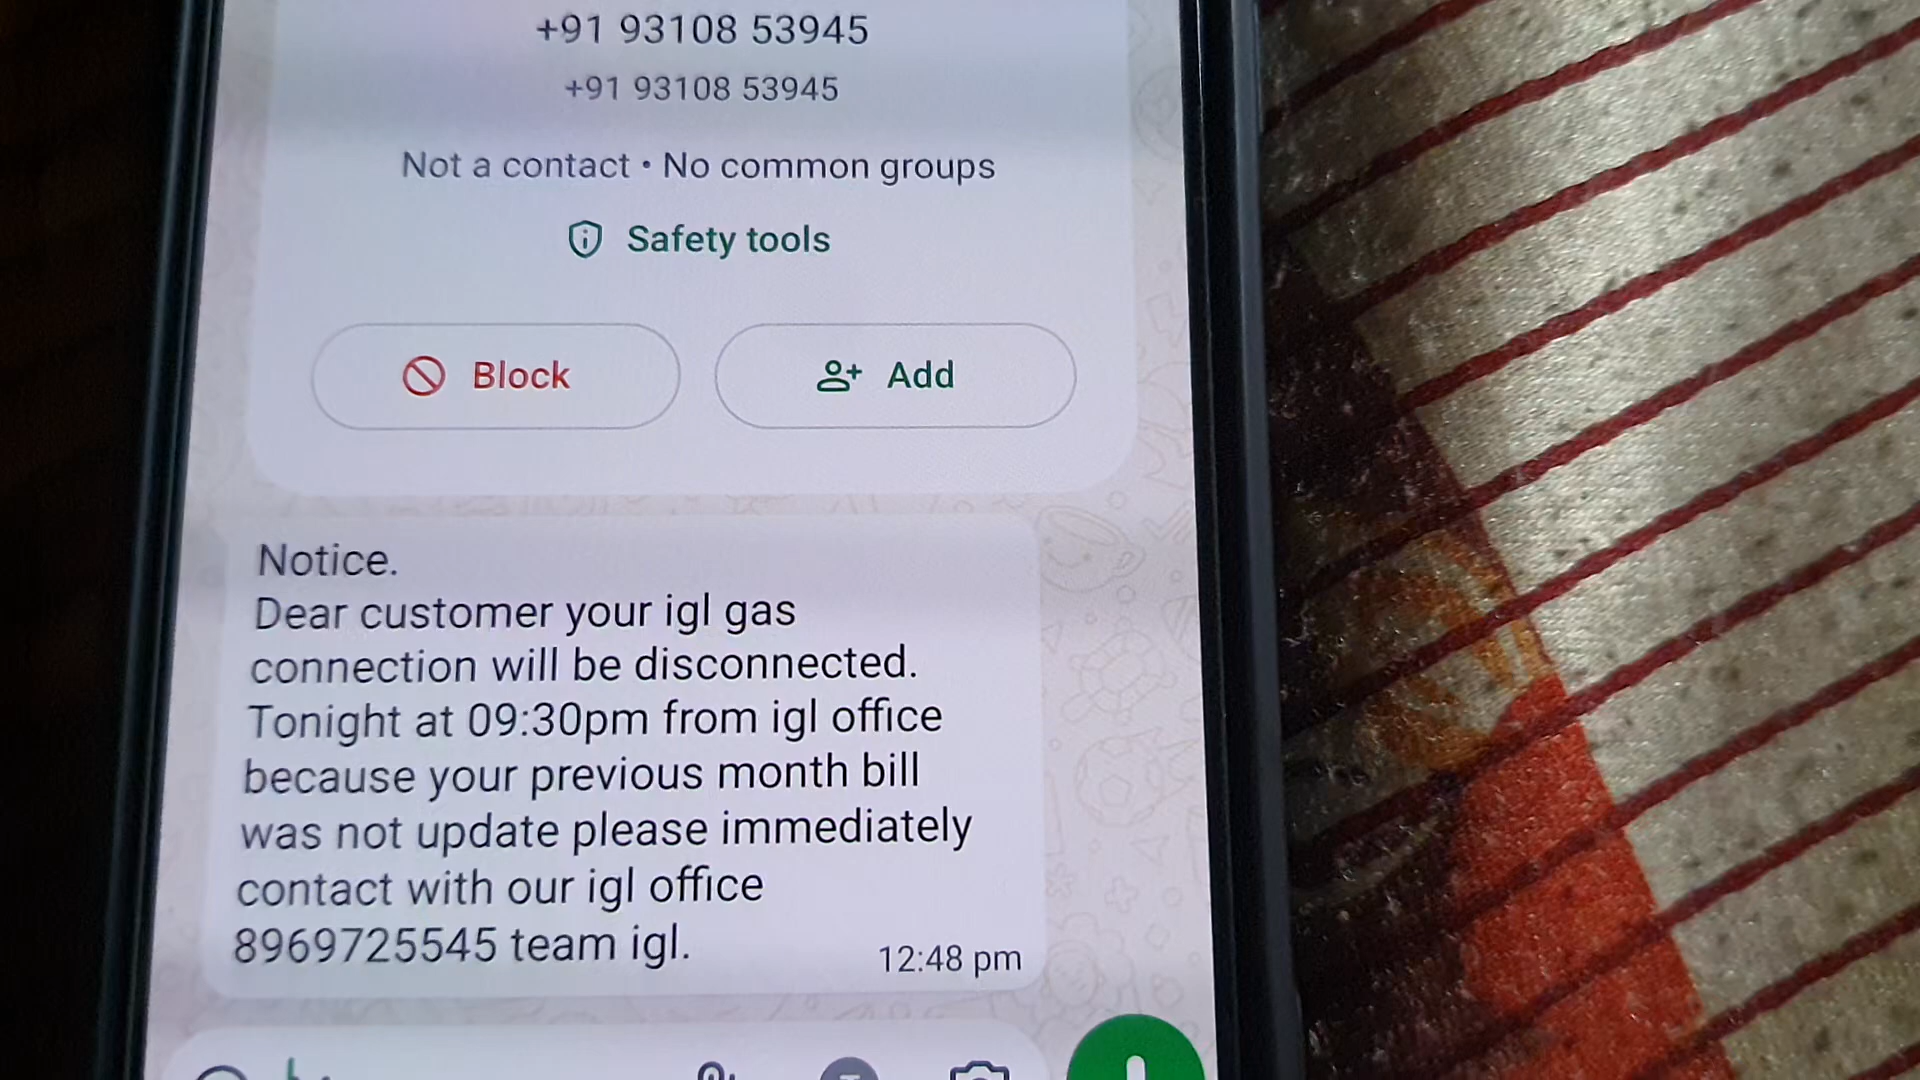 +91 93108 53945
+91 93108 53945
Not a contact • No common groups
Safety tools
Block
Add
Notice.
Dear customer your igl gas
connection will be disconnected.
Tonight at 09:30pm from igl office
because your previous month bill
was not update please immediately
contact with our igl office
8969725545 team igl.
12:48 pm